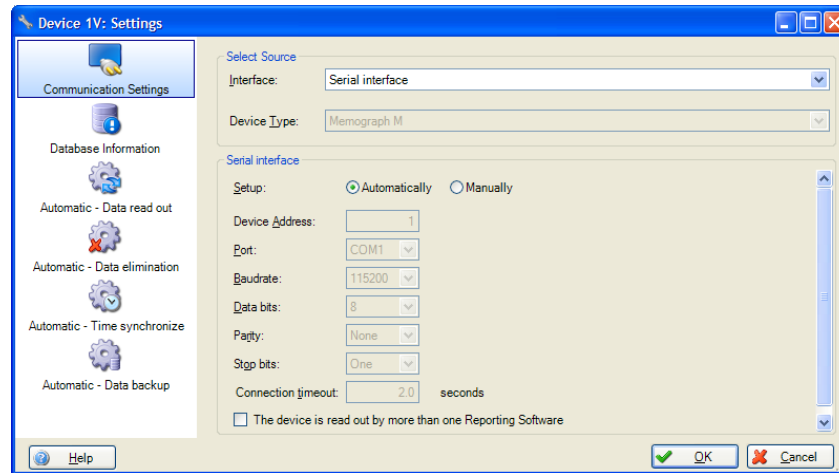 Device 1V: Settings
Communication Settings
Database Information
Automatic - Data read out
Automatic - Data elimination
Automatic - Time synchronize
Automatic - Data backup
Select Source
Interface: Serial interface
Device Type: Memograph M
Serial interface
Setup: Automatically Manually
Device Address: 1
Port: COM1
Baudrate: 115200
Data bits: 8
Parity: None
Stop bits: One
Connection timeout: 2.0 seconds
The device is read out by more than one Reporting Software
Help OK Cancel